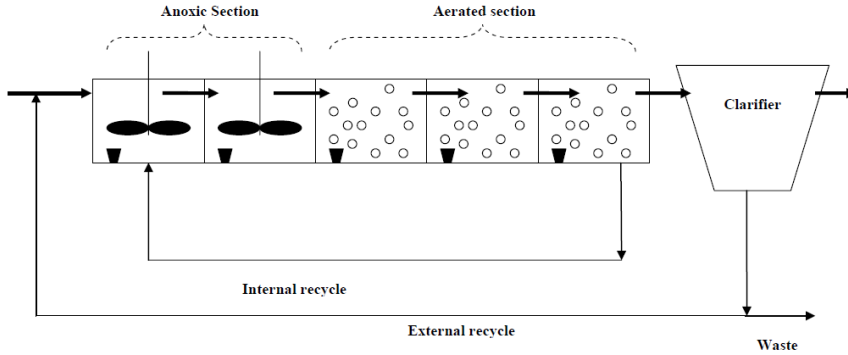 Anoxic Section
Aerated section
Clarifier
Internal recycle
External recycle
Waste